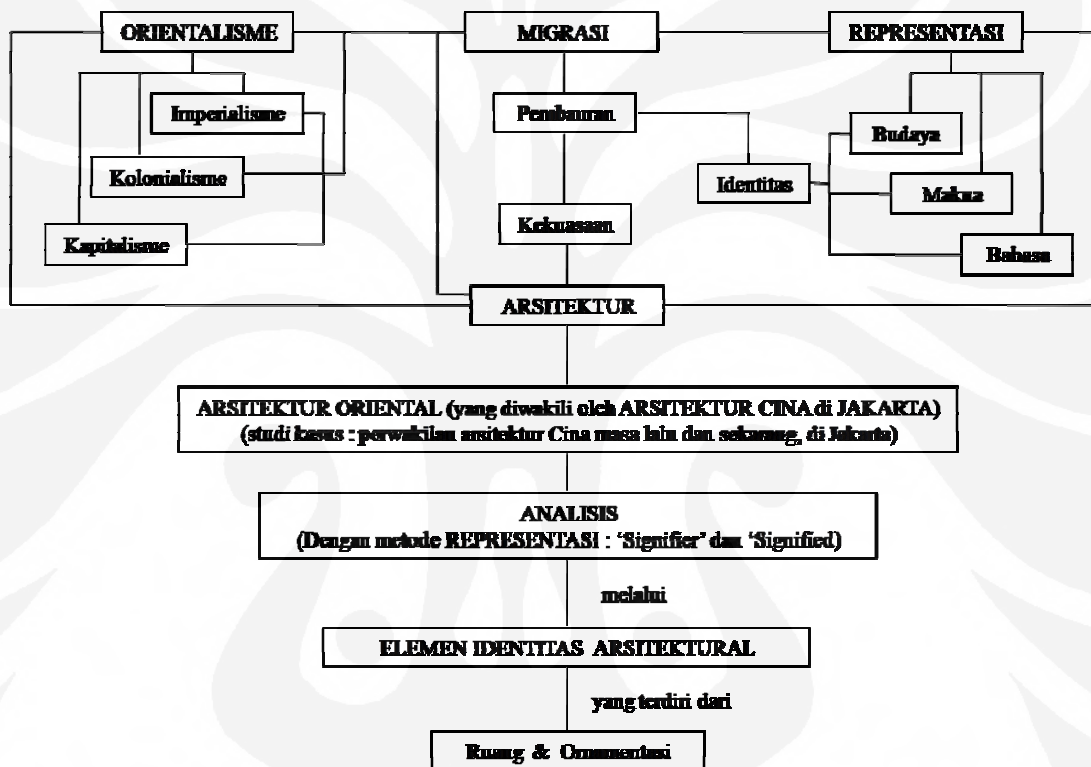 ORIENTALISME
MIGRASI
REPRESENTASI
Imperialisme
Pembauran
Budaya
Kolonialisme
Identitas
Makna
Kapitalisme
Kekuasaan
Bahasa
ARSITEKTUR
ARSITEKTUR ORIENTAL (yang diwakili oleh ARSITEKTUR CINA di JAKARTA)
(studi kasus : perwakilan arsitektur Cina masa lalu dan sekarang, di Jakarta)
ANALISIS
(Dengan metode REPRESENTASI : ‘Signifier’ dan ‘Signified)
melalui
ELEMEN IDENTITAS ARSITEKTURAL
yang terdiri dari
Ruang & Ornamentasi